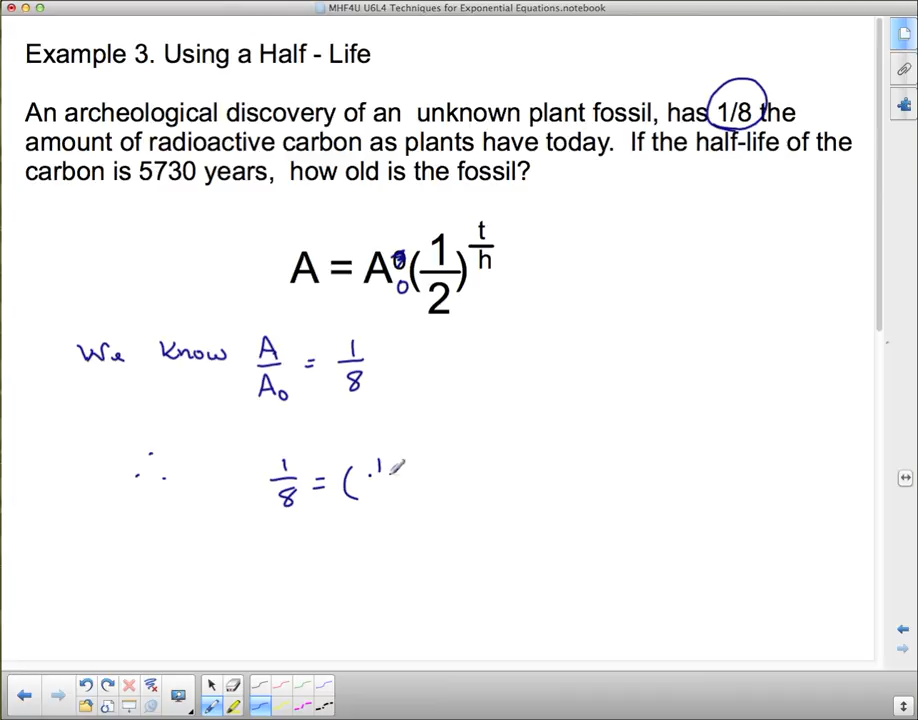 MHF4U U6L4 Techniques for Exponential Equations.notebook
Example 3. Using a Half - Life
An archeological discovery of an unknown plant fossil, has 1/8 the
amount of radioactive carbon as plants have today. If the half-life of the
carbon is 5730 years, how old is the fossil?
A = A₀(1/2)^(t/h)
We know A/A₀ = 1/8
∴ 1/8 = ( 1